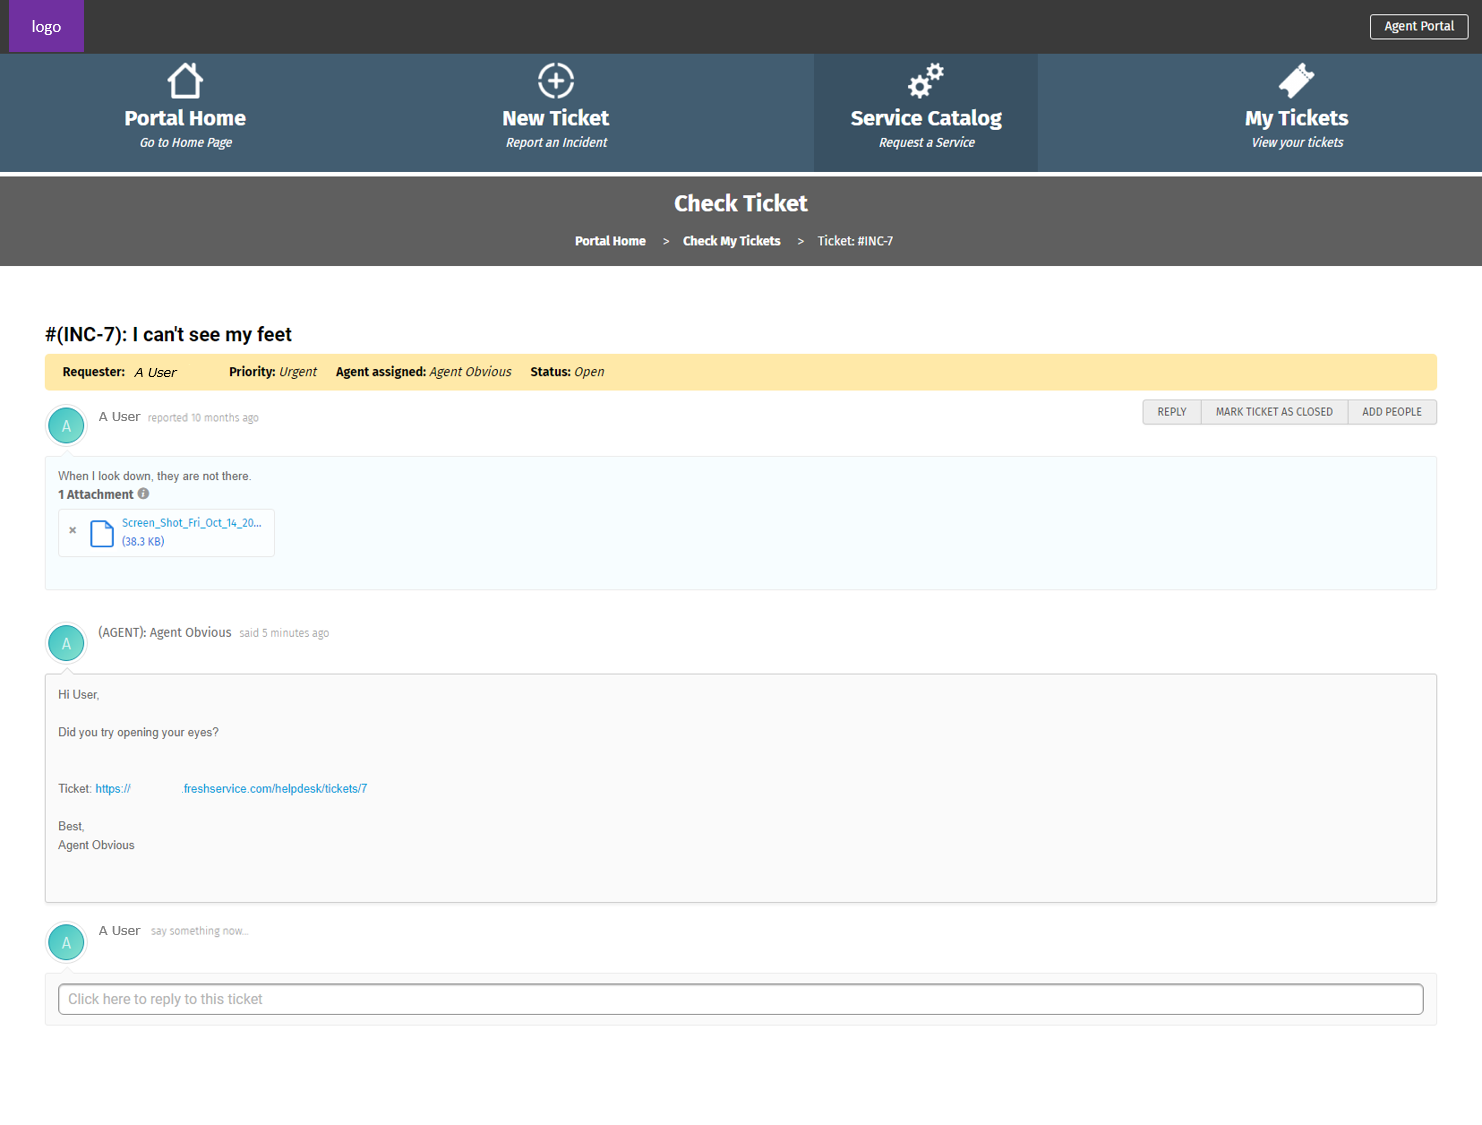 logo
Agent Portal
Portal Home
Go to Home Page
New Ticket
Report an Incident
Service Catalog
Request a Service
My Tickets
View your tickets
Check Ticket
Portal Home > Check My Tickets > Ticket: #INC-7
#(INC-7): I can't see my feet
Requester: A User Priority: Urgent Agent assigned: Agent Obvious Status: Open
A
A User reported 10 months ago
REPLY MARK TICKET AS CLOSED ADD PEOPLE
When I look down, they are not there.
1 Attachment
Screen_Shot_Fri_Oct_14_20...
(38.3 KB)
A
(AGENT): Agent Obvious said 5 minutes ago
Hi User,
Did you try opening your eyes?
Ticket: https:// .freshservice.com/helpdesk/tickets/7
Best,
Agent Obvious
A
A User say something now...
Click here to reply to this ticket